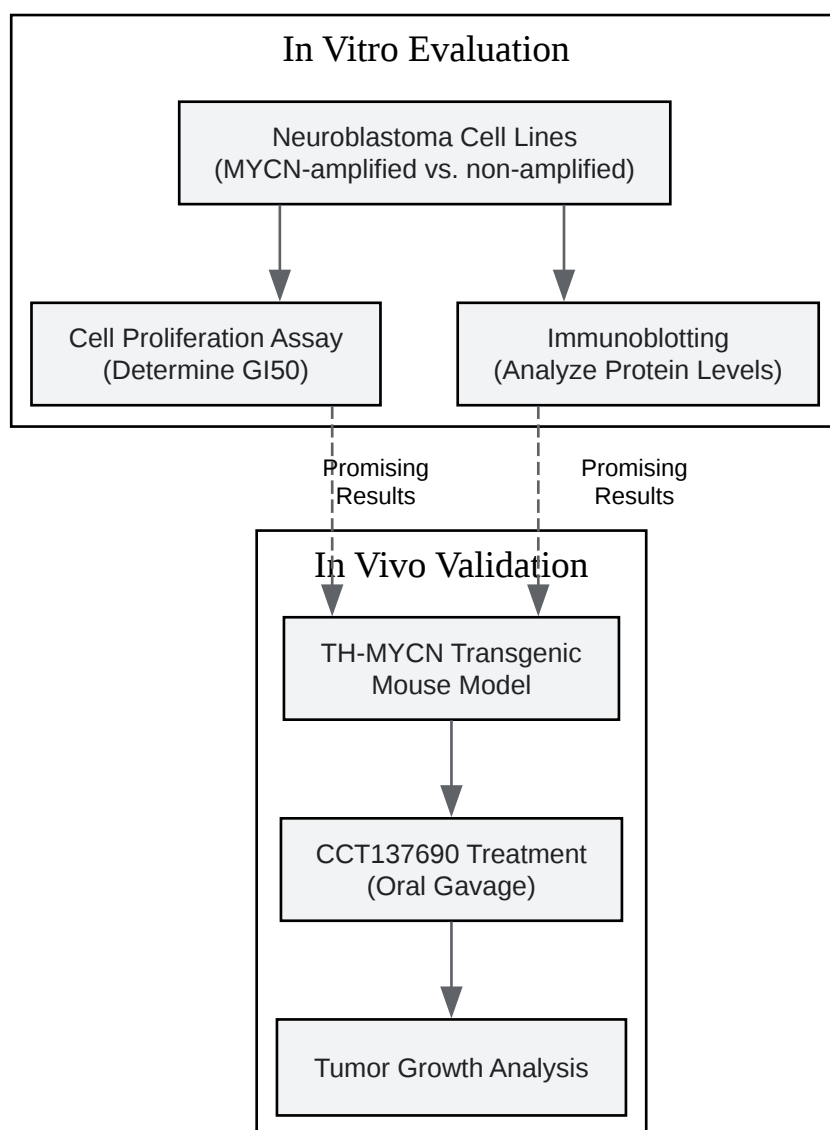 In Vitro Evaluation
Neuroblastoma Cell Lines
(MYCN-amplified vs. non-amplified)
Cell Proliferation Assay
(Determine GI50)
Immunoblotting
(Analyze Protein Levels)
Promising
Results
Promising
Results
In Vivo Validation
TH-MYCN Transgenic
Mouse Model
CCT137690 Treatment
(Oral Gavage)
Tumor Growth Analysis